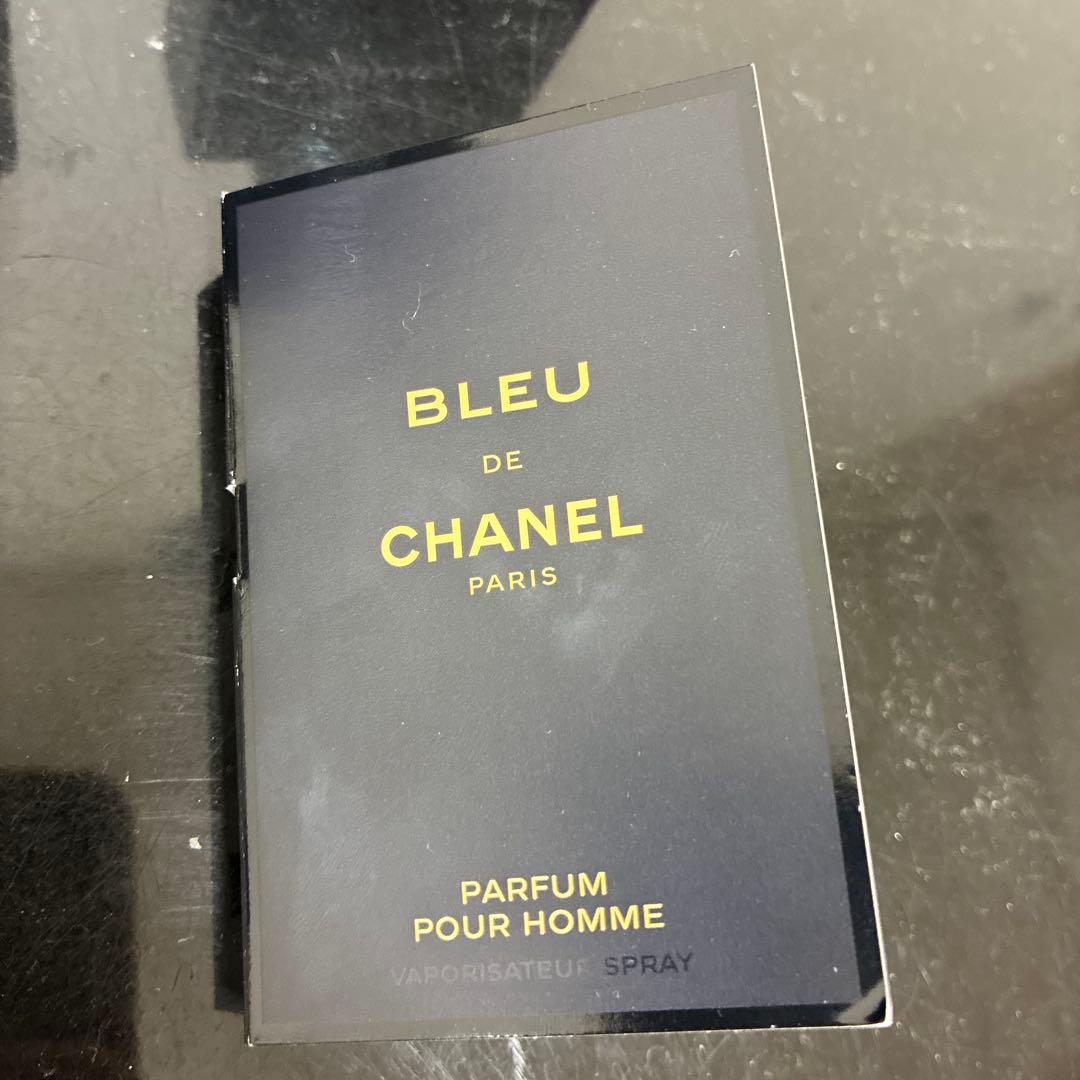 BLEU
DE
CHANEL
PARIS
PARFUM
POUR HOMME
VAPORISATEUR SPRAY